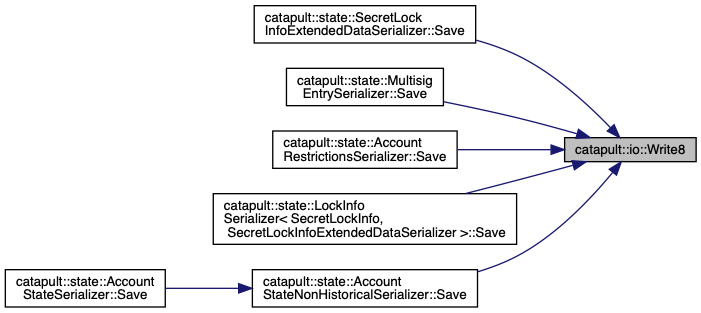 catapult::state::SecretLock
InfoExtendedDataSerializer::Save
catapult::state::Multisig
EntrySerializer::Save
catapult::state::Account
RestrictionsSerializer::Save
catapult::io::Write8
catapult::state::LockInfo
Serializer< SecretLockInfo,
SecretLockInfoExtendedDataSerializer >::Save
catapult::state::Account
StateSerializer::Save
catapult::state::Account
StateNonHistoricalSerializer::Save